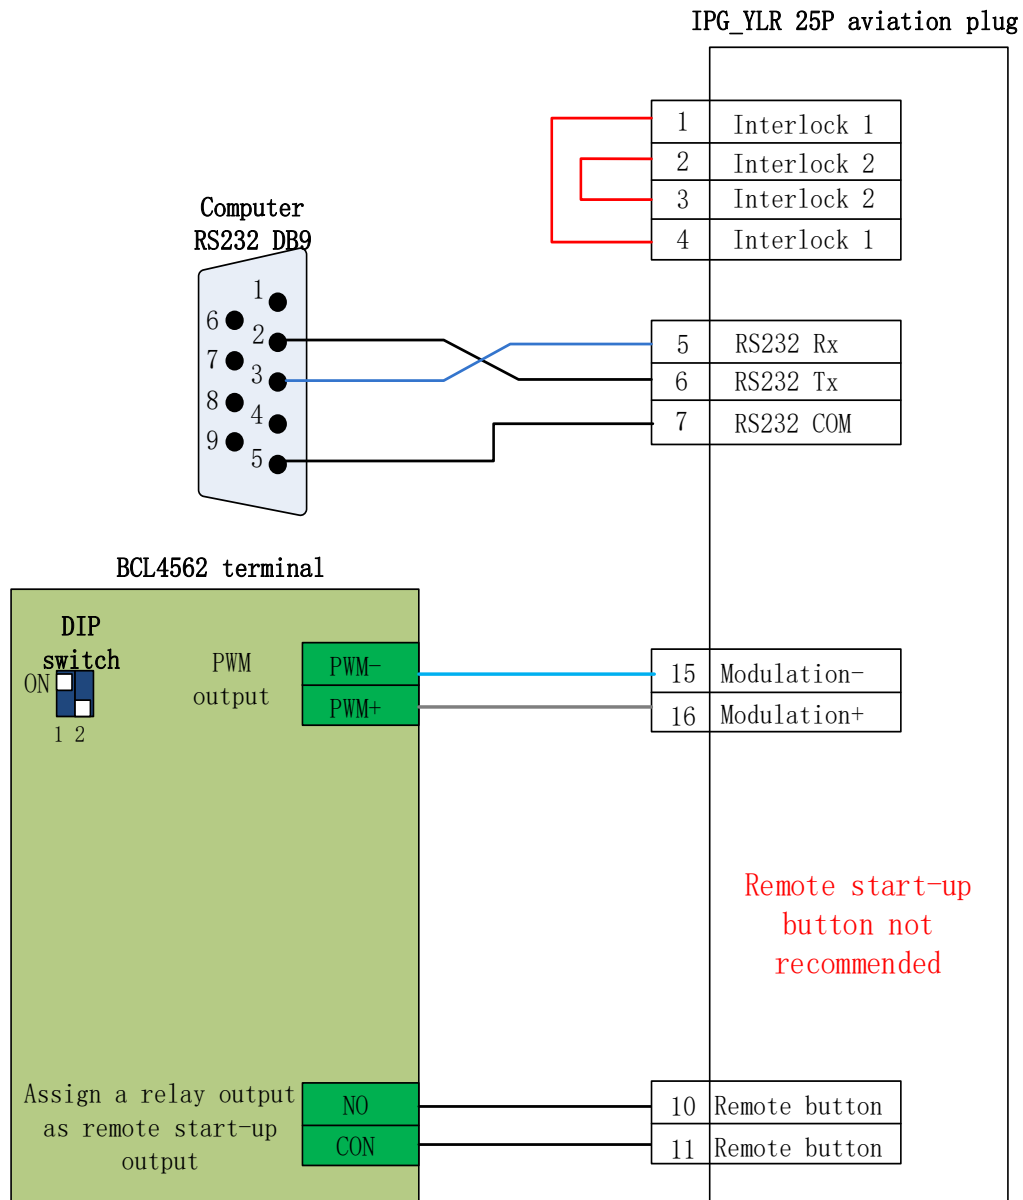 IPG_YLR 25P aviation plug
1 Interlock 1
2 Interlock 2
3 Interlock 2
4 Interlock 1
Computer
RS232 DB9
1
6
2
7
3
8
4
9
5
5 RS232 Rx
6 RS232 Tx
7 RS232 COM
BCL4562 terminal
DIP
switch
ON
1 2
PWM
output
PWM-
PWM+
15 Modulation-
16 Modulation+
Remote start-up
button not
recommended
Assign a relay output
as remote start-up
output
NO
CON
10 Remote button
11 Remote button